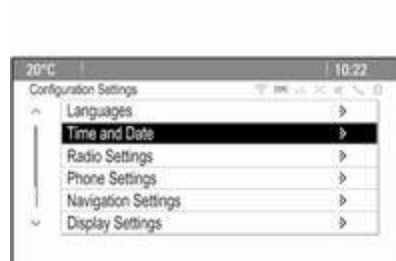 20°C 10:22
Configuration Settings
Languages
Time and Date
Radio Settings
Phone Settings
Navigation Settings
Display Settings